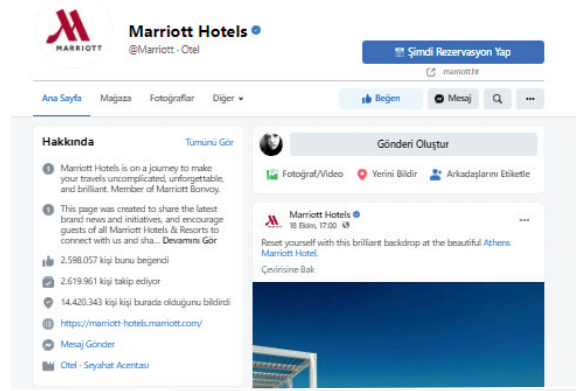 MARRIOTT
Marriott Hotels
@Marriott · Otel
Şimdi Rezervasyon Yap
marriott.ht
Ana Sayfa Mağaza Fotoğraflar Diğer
Beğen Mesaj
Hakkında Tümünü Gör
Marriott Hotels is on a journey to make
your travels uncomplicated, unforgettable,
and brilliant. Member of Marriott Bonvoy.
This page was created to share the latest
brand news and initiatives, and encourage
guests of all Marriott Hotels & Resorts to
connect with us and sha... Devamını Gör
2.598.057 kişi bunu beğendi
2.619.961 kişi takip ediyor
14.420.343 kişi kişi burada olduğunu bildirdi
https://marriott-hotels.marriott.com/
Mesaj Gönder
Otel · Seyahat Acentası
Gönderi Oluştur
Fotoğraf/Video Yerini Bildir Arkadaşlarını Etiketle
MARRIOTT
Marriott Hotels
18 Ekim, 17:00 ·
Reset yourself with this brilliant backdrop at the beautiful Athens
Marriott Hotel.
Çevirisine Bak